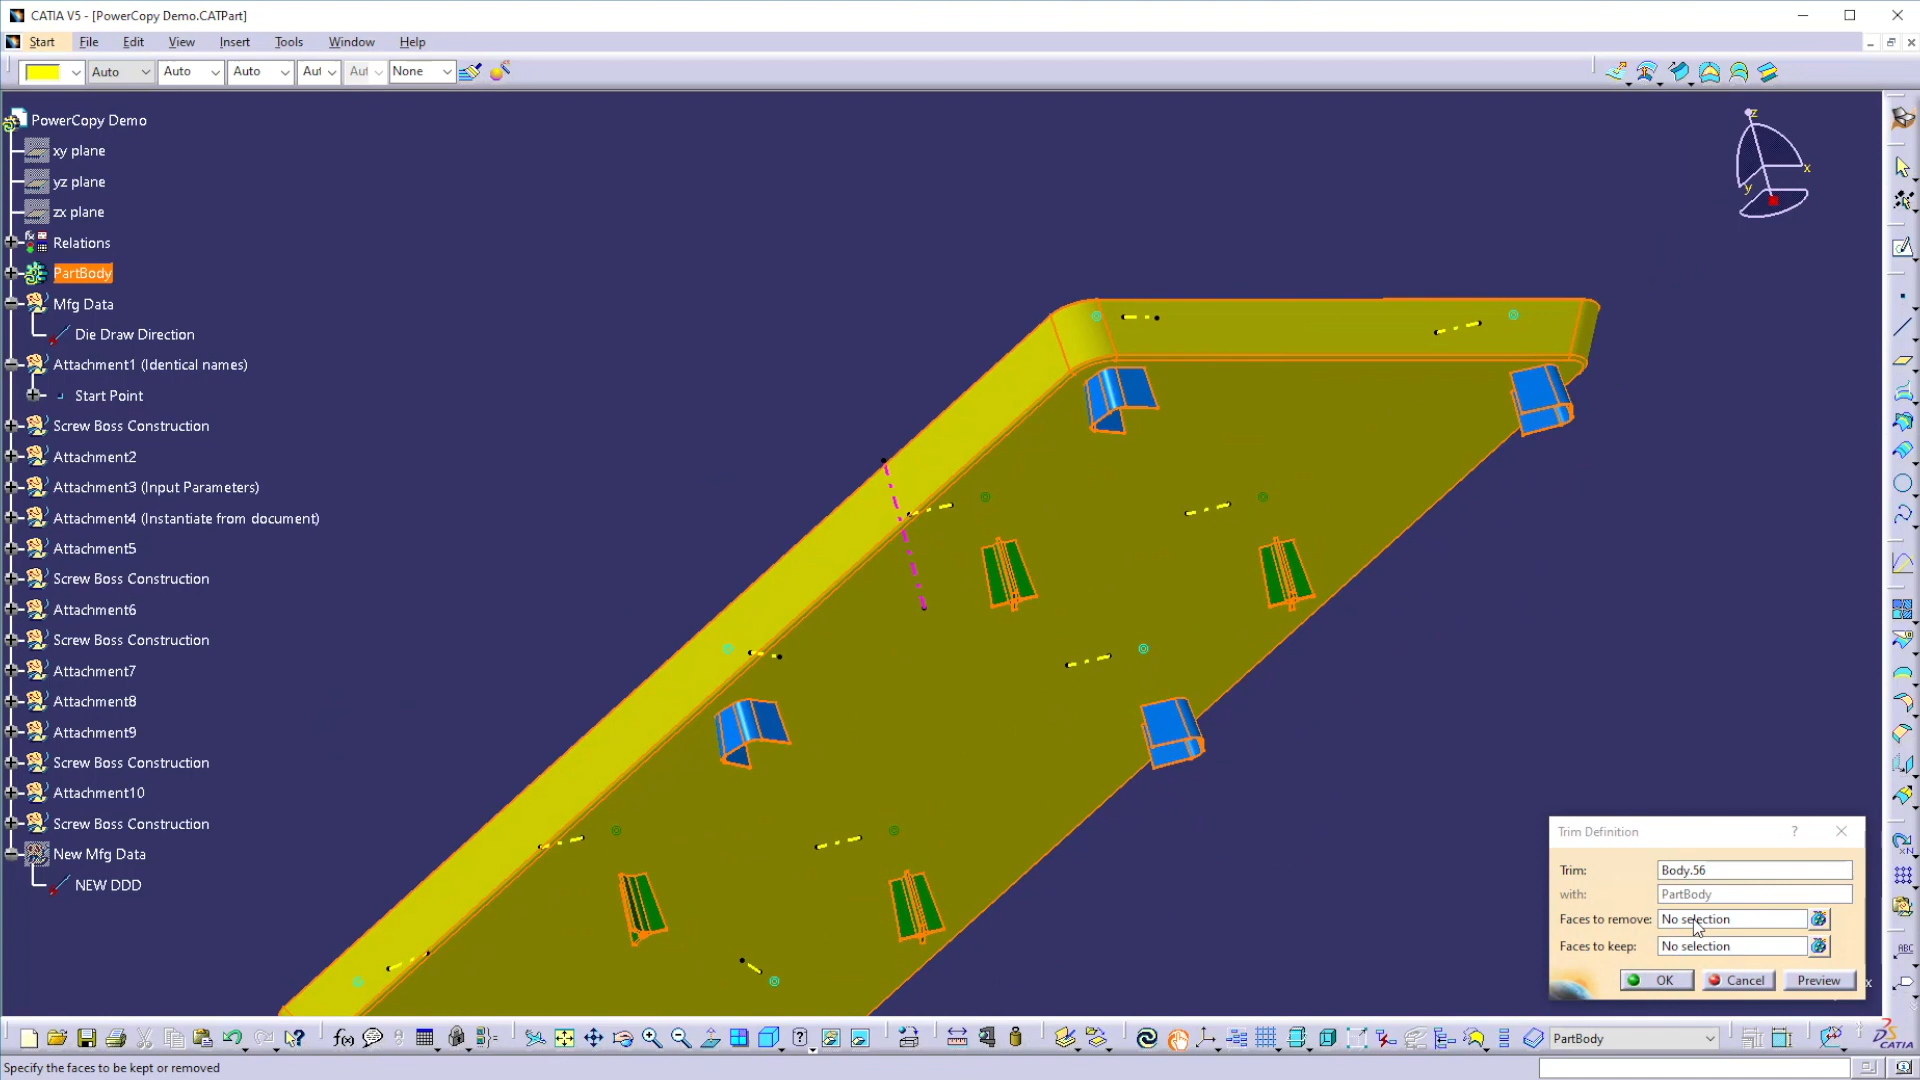 CATIA V5 - [PowerCopy Demo.CATPart]
Start File Edit View Insert Tools Window Help
Auto Auto Auto Aut Aut None
PowerCopy Demo
xy plane
yz plane
zx plane
Relations
PartBody
Mfg Data
Die Draw Direction
Attachment1 (Identical names)
Start Point
Screw Boss Construction
Attachment2
Attachment3 (Input Parameters)
Attachment4 (Instantiate from document)
Attachment5
Screw Boss Construction
Attachment6
Screw Boss Construction
Attachment7
Attachment8
Attachment9
Screw Boss Construction
Attachment10
Screw Boss Construction
New Mfg Data
NEW DDD
z
x
y
Trim Definition ?
Trim: Body.56
with: PartBody
Faces to remove: No selection
Faces to keep: No selection
OK Cancel Preview
x
PartBody
CATIA
Specify the faces to be kept or removed